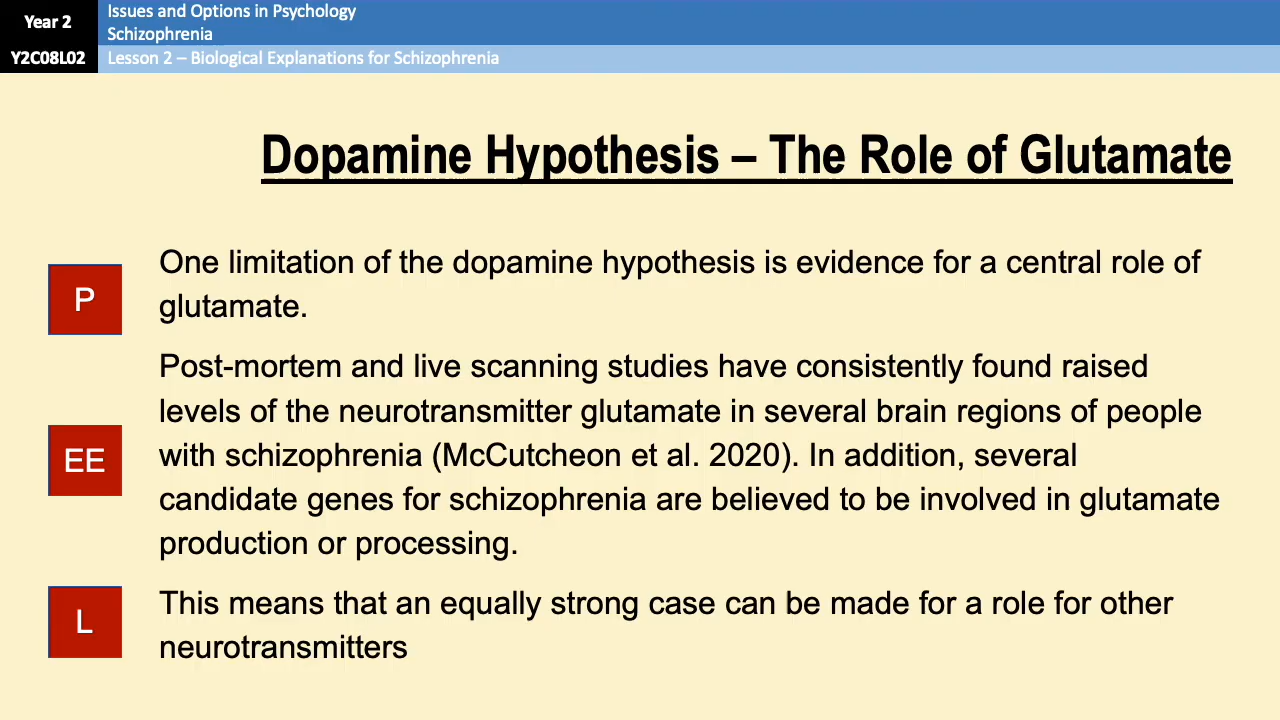 Year 2
Issues and Options in Psychology
Schizophrenia
Y2C08L02
Lesson 2 – Biological Explanations for Schizophrenia
Dopamine Hypothesis – The Role of Glutamate
P
One limitation of the dopamine hypothesis is evidence for a central role of
glutamate.
EE
Post-mortem and live scanning studies have consistently found raised
levels of the neurotransmitter glutamate in several brain regions of people
with schizophrenia (McCutcheon et al. 2020). In addition, several
candidate genes for schizophrenia are believed to be involved in glutamate
production or processing.
L
This means that an equally strong case can be made for a role for other
neurotransmitters